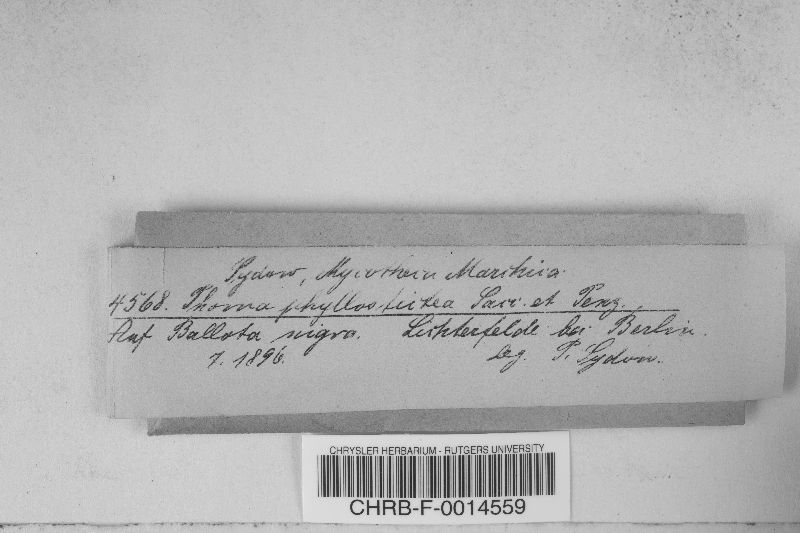 Sydow, Mycotheca Marchica.
4568. Phoma phyllostictea Sacc. et Penz.
Auf Ballota nigra. Lichterfelde bei Berlin.
7. 1896. Leg. P. Sydow.
CHRYSLER HERBARIUM - RUTGERS UNIVERSITY
CHRB-F-0014559